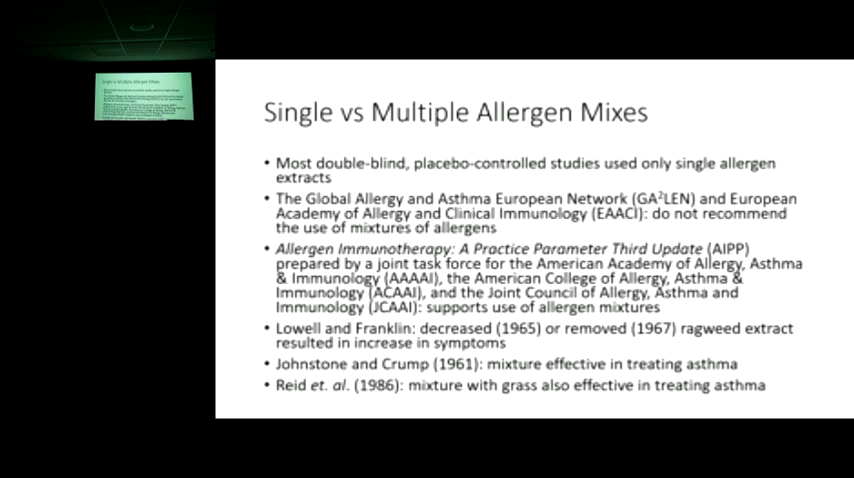 Single vs Multiple Allergen Mixes
• Most double-blind, placebo-controlled studies used only single allergen
extracts
• The Global Allergy and Asthma European Network (GA²LEN) and European
Academy of Allergy and Clinical Immunology (EAACI): do not recommend
the use of mixtures of allergens
• Allergen Immunotherapy: A Practice Parameter Third Update (AIPP)
prepared by a joint task force for the American Academy of Allergy, Asthma
& Immunology (AAAAI), the American College of Allergy, Asthma &
Immunology (ACAAI), and the Joint Council of Allergy, Asthma and
Immunology (JCAAI): supports use of allergen mixtures
• Lowell and Franklin: decreased (1965) or removed (1967) ragweed extract
resulted in increase in symptoms
• Johnstone and Crump (1961): mixture effective in treating asthma
• Reid et. al. (1986): mixture with grass also effective in treating asthma